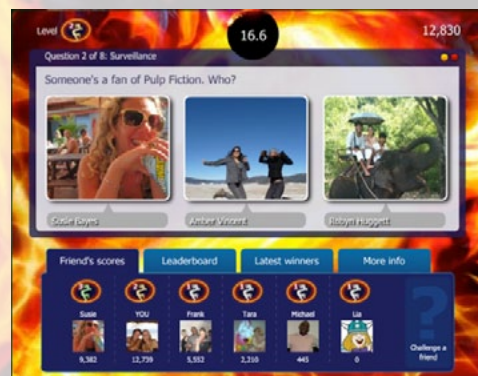 Level
16.6
12,830
Question 2 of 8: Surveillance
Someone's a fan of Pulp Fiction. Who?
Susie Eayes
Amber Vincent
Robyn Huggett
Friend's scores
Leaderboard
Latest winners
More info
Susie
YOU
Frank
Tara
Michael
Lia
9,382
12,739
5,552
2,210
445
0
?
Challenge a
friend